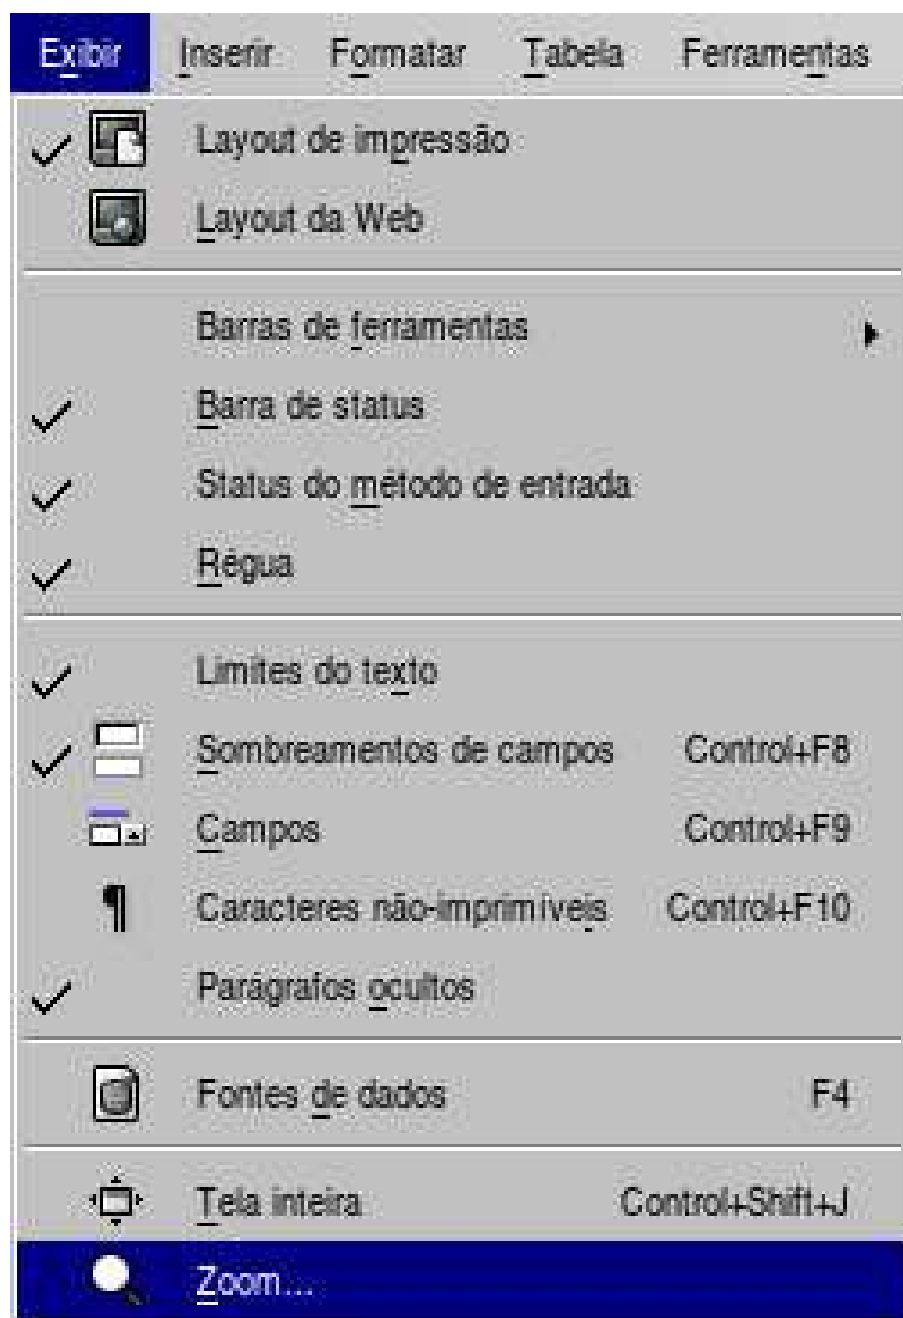 Exibir Inserir Formatar Tabela Ferramentas
Layout de impressão
Layout da Web
Barras de ferramentas
Barra de status
Status do método de entrada
Régua
Limites do texto
Sombreamentos de campos Control+F8
Campos Control+F9
Caracteres não-imprimíveis Control+F10
Parágrafos ocultos
Fontes de dados F4
Tela inteira Control+Shift+J
Zoom...